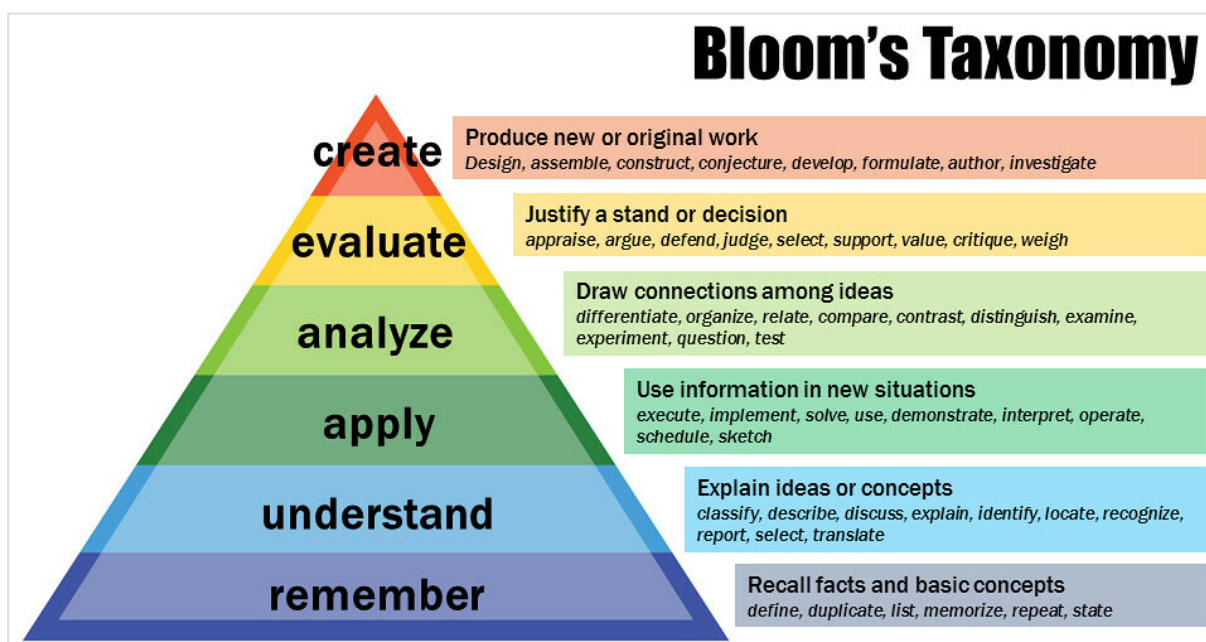 Bloom's Taxonomy
create
Produce new or original work
Design, assemble, construct, conjecture, develop, formulate, author, investigate
evaluate
Justify a stand or decision
appraise, argue, defend, judge, select, support, value, critique, weigh
analyze
Draw connections among ideas
differentiate, organize, relate, compare, contrast, distinguish, examine,
experiment, question, test
apply
Use information in new situations
execute, implement, solve, use, demonstrate, interpret, operate,
schedule, sketch
understand
Explain ideas or concepts
classify, describe, discuss, explain, identify, locate, recognize,
report, select, translate
remember
Recall facts and basic concepts
define, duplicate, list, memorize, repeat, state